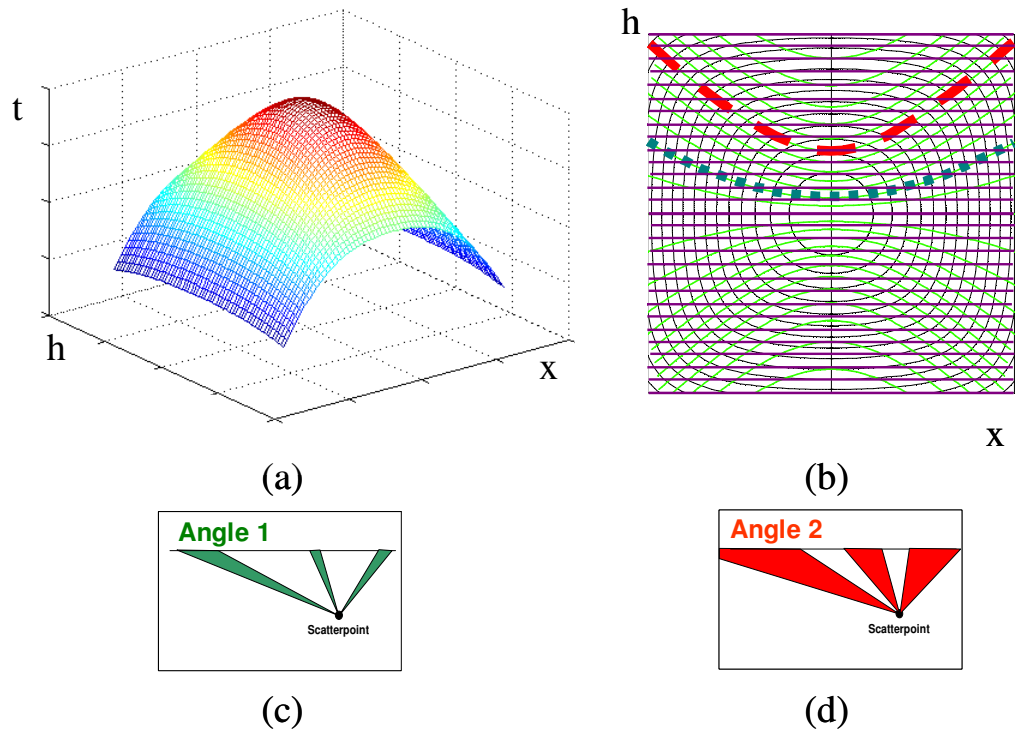 h
t
h
x
x
(a)
(b)
Angle 1
Scatterpoint
Angle 2
Scatterpoint
(c)
(d)